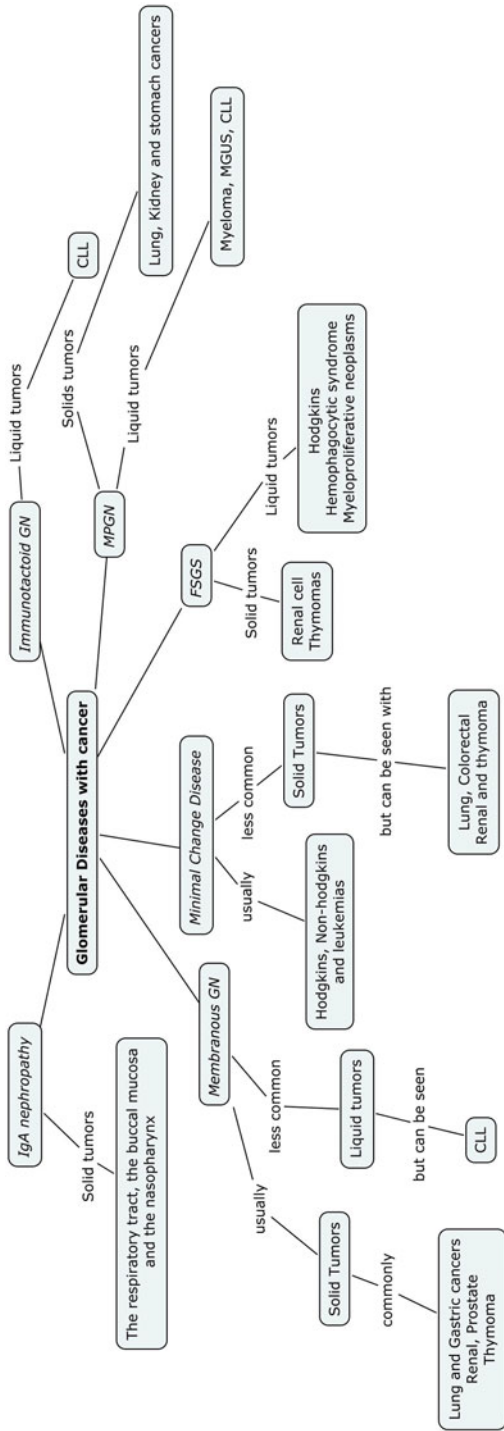 Glomerular Diseases with cancer
IgA nephropathy
Solid tumors
The respiratory tract, the buccal mucosa
and the nasopharynx
Membranous GN
usually
Solid Tumors
commonly
Lung and Gastric cancers
Renal, Prostate
Thymoma
less common
Liquid tumors
but can be seen
CLL
Minimal Change Disease
usually
Hodgkins, Non-hodgkins
and leukemias
less common
Solid Tumors
but can be seen with
Lung, Colorectal
Renal and thymoma
FSGS
Solid tumors
Renal cell
Thymomas
Liquid tumors
Hodgkins
Hemophagocytic syndrome
Myeloproliferative neoplasms
MPGN
Solids tumors
Lung, Kidney and stomach cancers
Liquid tumors
Myeloma, MGUS, CLL
Immunotactoid GN
Liquid tumors
CLL